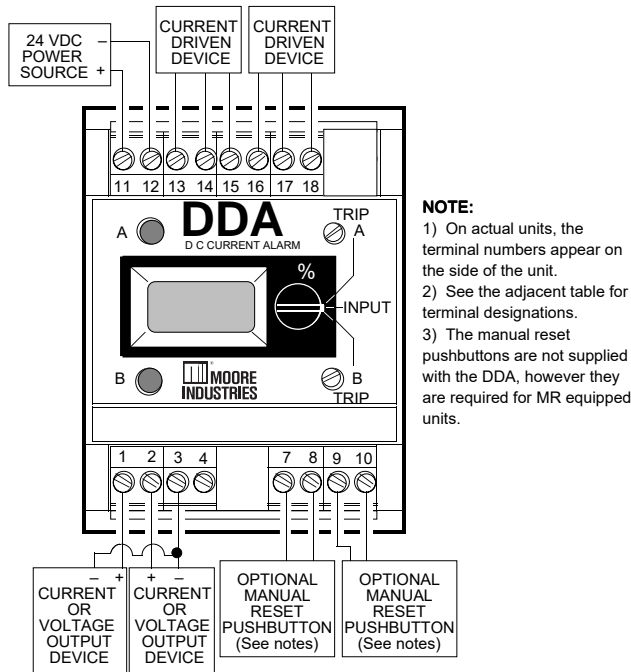 24 VDC –
POWER
SOURCE +
CURRENT
DRIVEN
DEVICE
CURRENT
DRIVEN
DEVICE
11 12 13 14 15 16 17 18
A
DDA
D C CURRENT ALARM
TRIP
A
%
INPUT
B
MOORE
INDUSTRIES
B
TRIP
1 2 3 4
7 8 9 10
– +
CURRENT
OR
VOLTAGE
OUTPUT
DEVICE
+ –
CURRENT
OR
VOLTAGE
OUTPUT
DEVICE
OPTIONAL
MANUAL
RESET
PUSHBUTTON
(See notes)
OPTIONAL
MANUAL
RESET
PUSHBUTTON
(See notes)
NOTE:
1) On actual units, the
terminal numbers appear on
the side of the unit.
2) See the adjacent table for
terminal designations.
3) The manual reset
pushbuttons are not supplied
with the DDA, however they
are required for MR equipped
units.